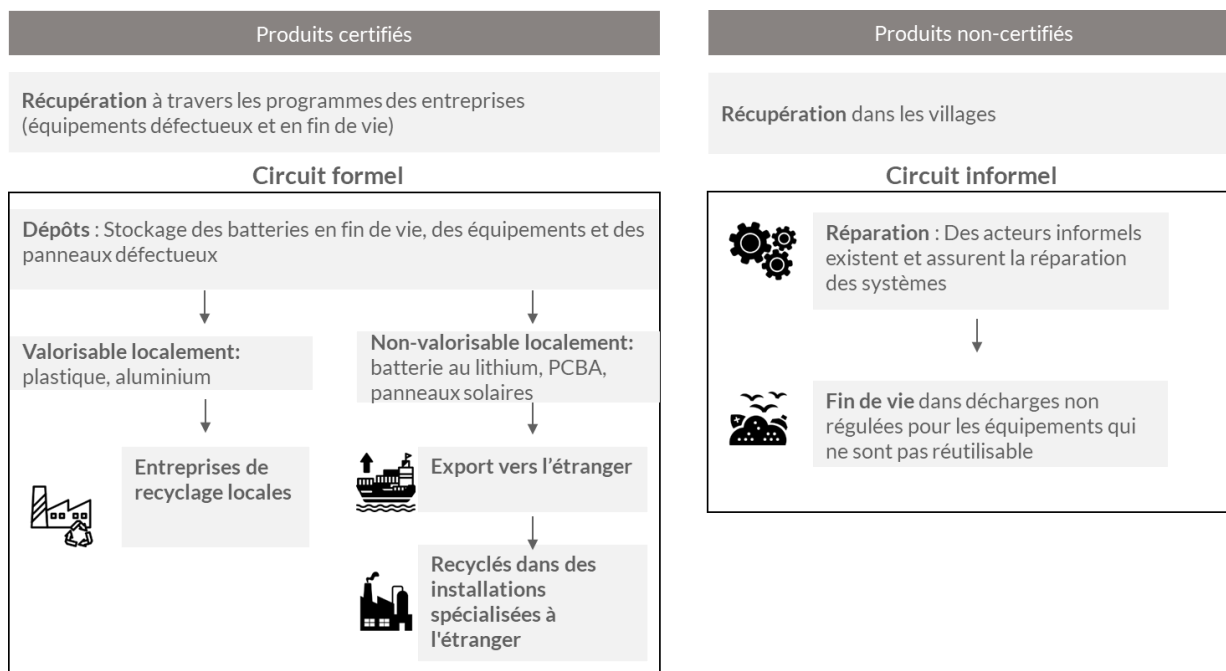 Produits certifiés
Récupération à travers les programmes des entreprises
(équipements défectueux et en fin de vie)
Circuit formel
Dépôts : Stockage des batteries en fin de vie, des équipements et des
panneaux défectueux
Valorisable localement:
plastique, aluminium
Entreprises de
recyclage locales
Non-valorisable localement:
batterie au lithium, PCBA,
panneaux solaires
Export vers l'étranger
Recyclés dans des
installations
spécialisées à
l'étranger
Produits non-certifiés
Récupération dans les villages
Circuit informel
Réparation : Des acteurs informels
existent et assurent la réparation
des systèmes
Fin de vie dans décharges non
régulées pour les équipements qui
ne sont pas réutilisable